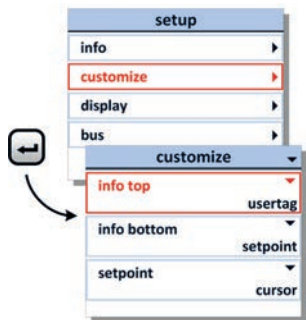 setup
info
customize
display
bus
customize
info top
usertag
info bottom
setpoint
setpoint
cursor